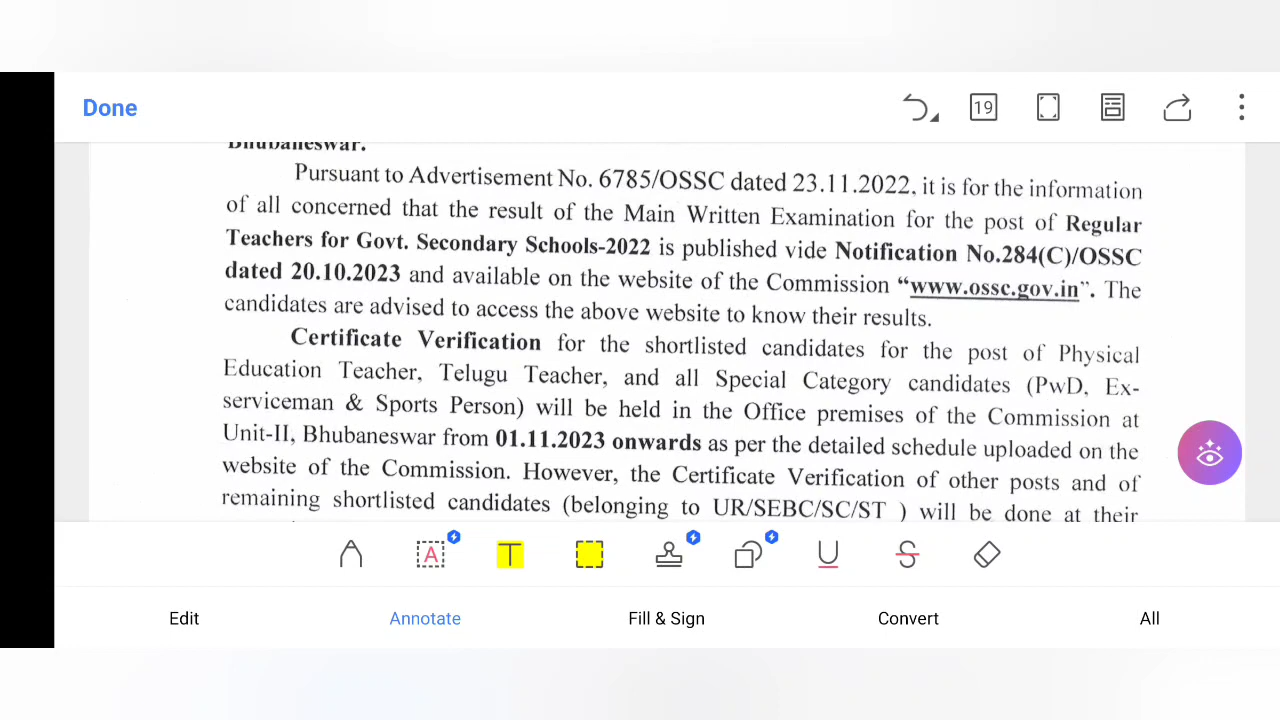 Done
19
Bhubaneswar.
Pursuant to Advertisement No. 6785/OSSC dated 23.11.2022, it is for the information
of all concerned that the result of the Main Written Examination for the post of Regular
Teachers for Govt. Secondary Schools-2022 is published vide Notification No.284(C)/OSSC
dated 20.10.2023 and available on the website of the Commission “www.ossc.gov.in”. The
candidates are advised to access the above website to know their results.
Certificate Verification for the shortlisted candidates for the post of Physical
Education Teacher, Telugu Teacher, and all Special Category candidates (PwD, Ex-
serviceman & Sports Person) will be held in the Office premises of the Commission at
Unit-II, Bhubaneswar from 01.11.2023 onwards as per the detailed schedule uploaded on the
website of the Commission. However, the Certificate Verification of other posts and of
remaining shortlisted candidates (belonging to UR/SEBC/SC/ST ) will be done at their
A T U S
Edit Annotate Fill & Sign Convert All